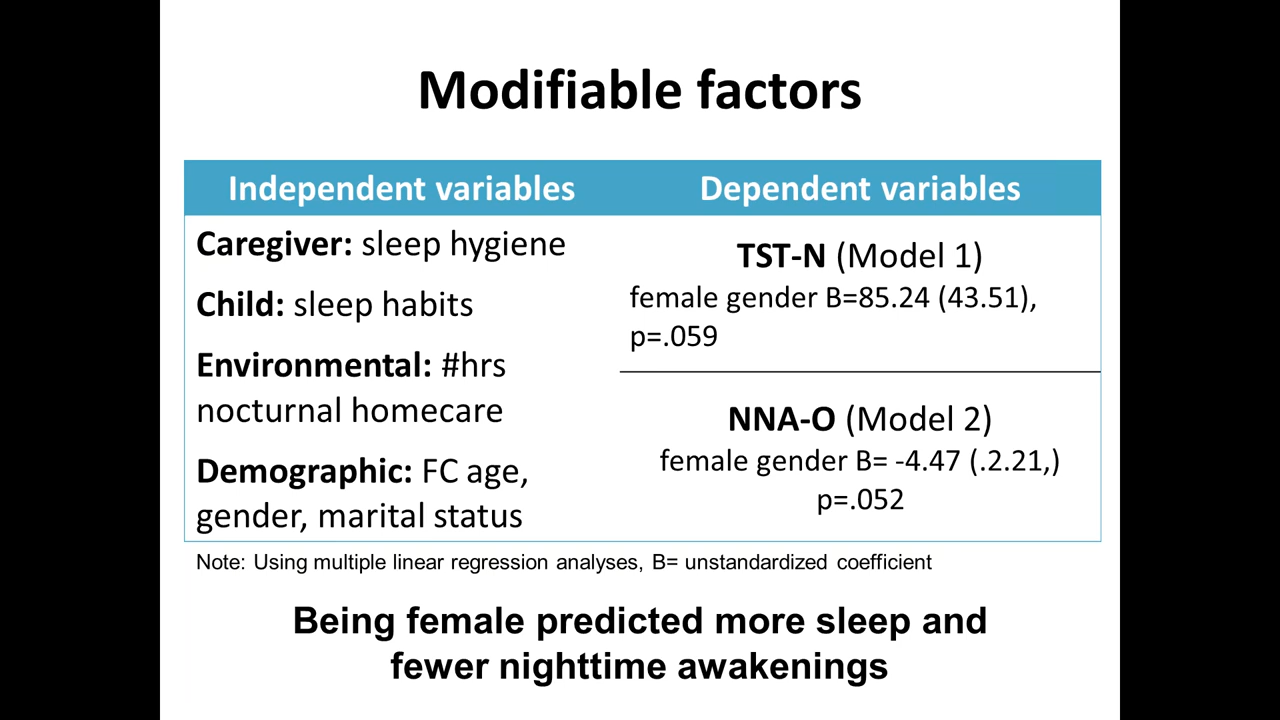 Modifiable factors
Independent variables
Dependent variables
Caregiver: sleep hygiene
Child: sleep habits
Environmental: #hrs
nocturnal homecare
Demographic: FC age,
gender, marital status
TST-N (Model 1)
female gender B=85.24 (43.51),
p=.059
NNA-O (Model 2)
female gender B= -4.47 (.2.21,)
p=.052
Note: Using multiple linear regression analyses, B= unstandardized coefficient
Being female predicted more sleep and
fewer nighttime awakenings